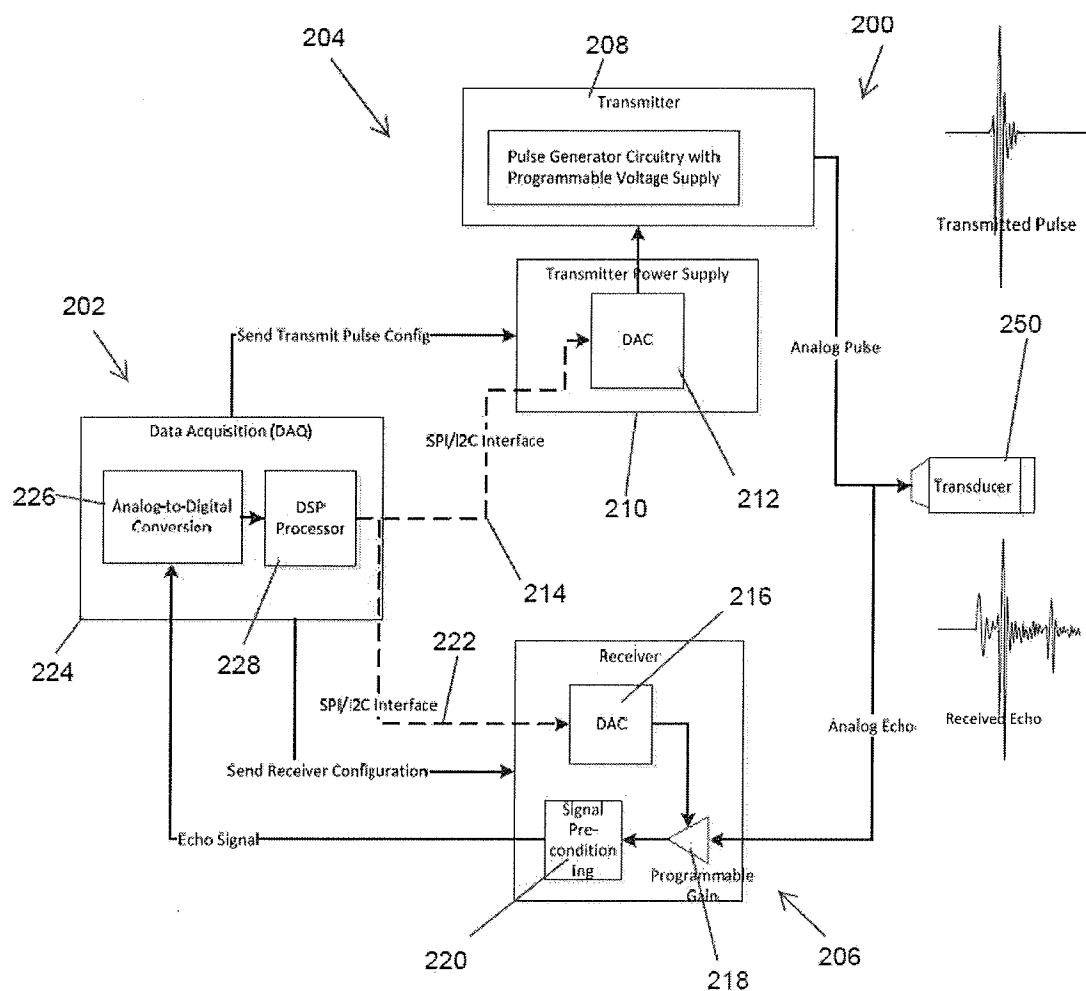 204
208
200
Transmitter
Pulse Generator Circuitry with
Programmable Voltage Supply
Transmitted Pulse
202
Transmitter Power Supply
Send Transmit Pulse Config
DAC
Analog Pulse
250
Data Acquisition (DAQ)
SPI/I2C Interface
226
Analog-to-Digital
Conversion
DSP
Processor
212
210
Transducer
214
216
224
228
222
Receiver
SPI/I2C Interface
DAC
Analog Echo
Received Echo
Send Receiver Configuration
Signal
Pre-
condition
ing
Echo Signal
Programmable
Gain
220
218
206